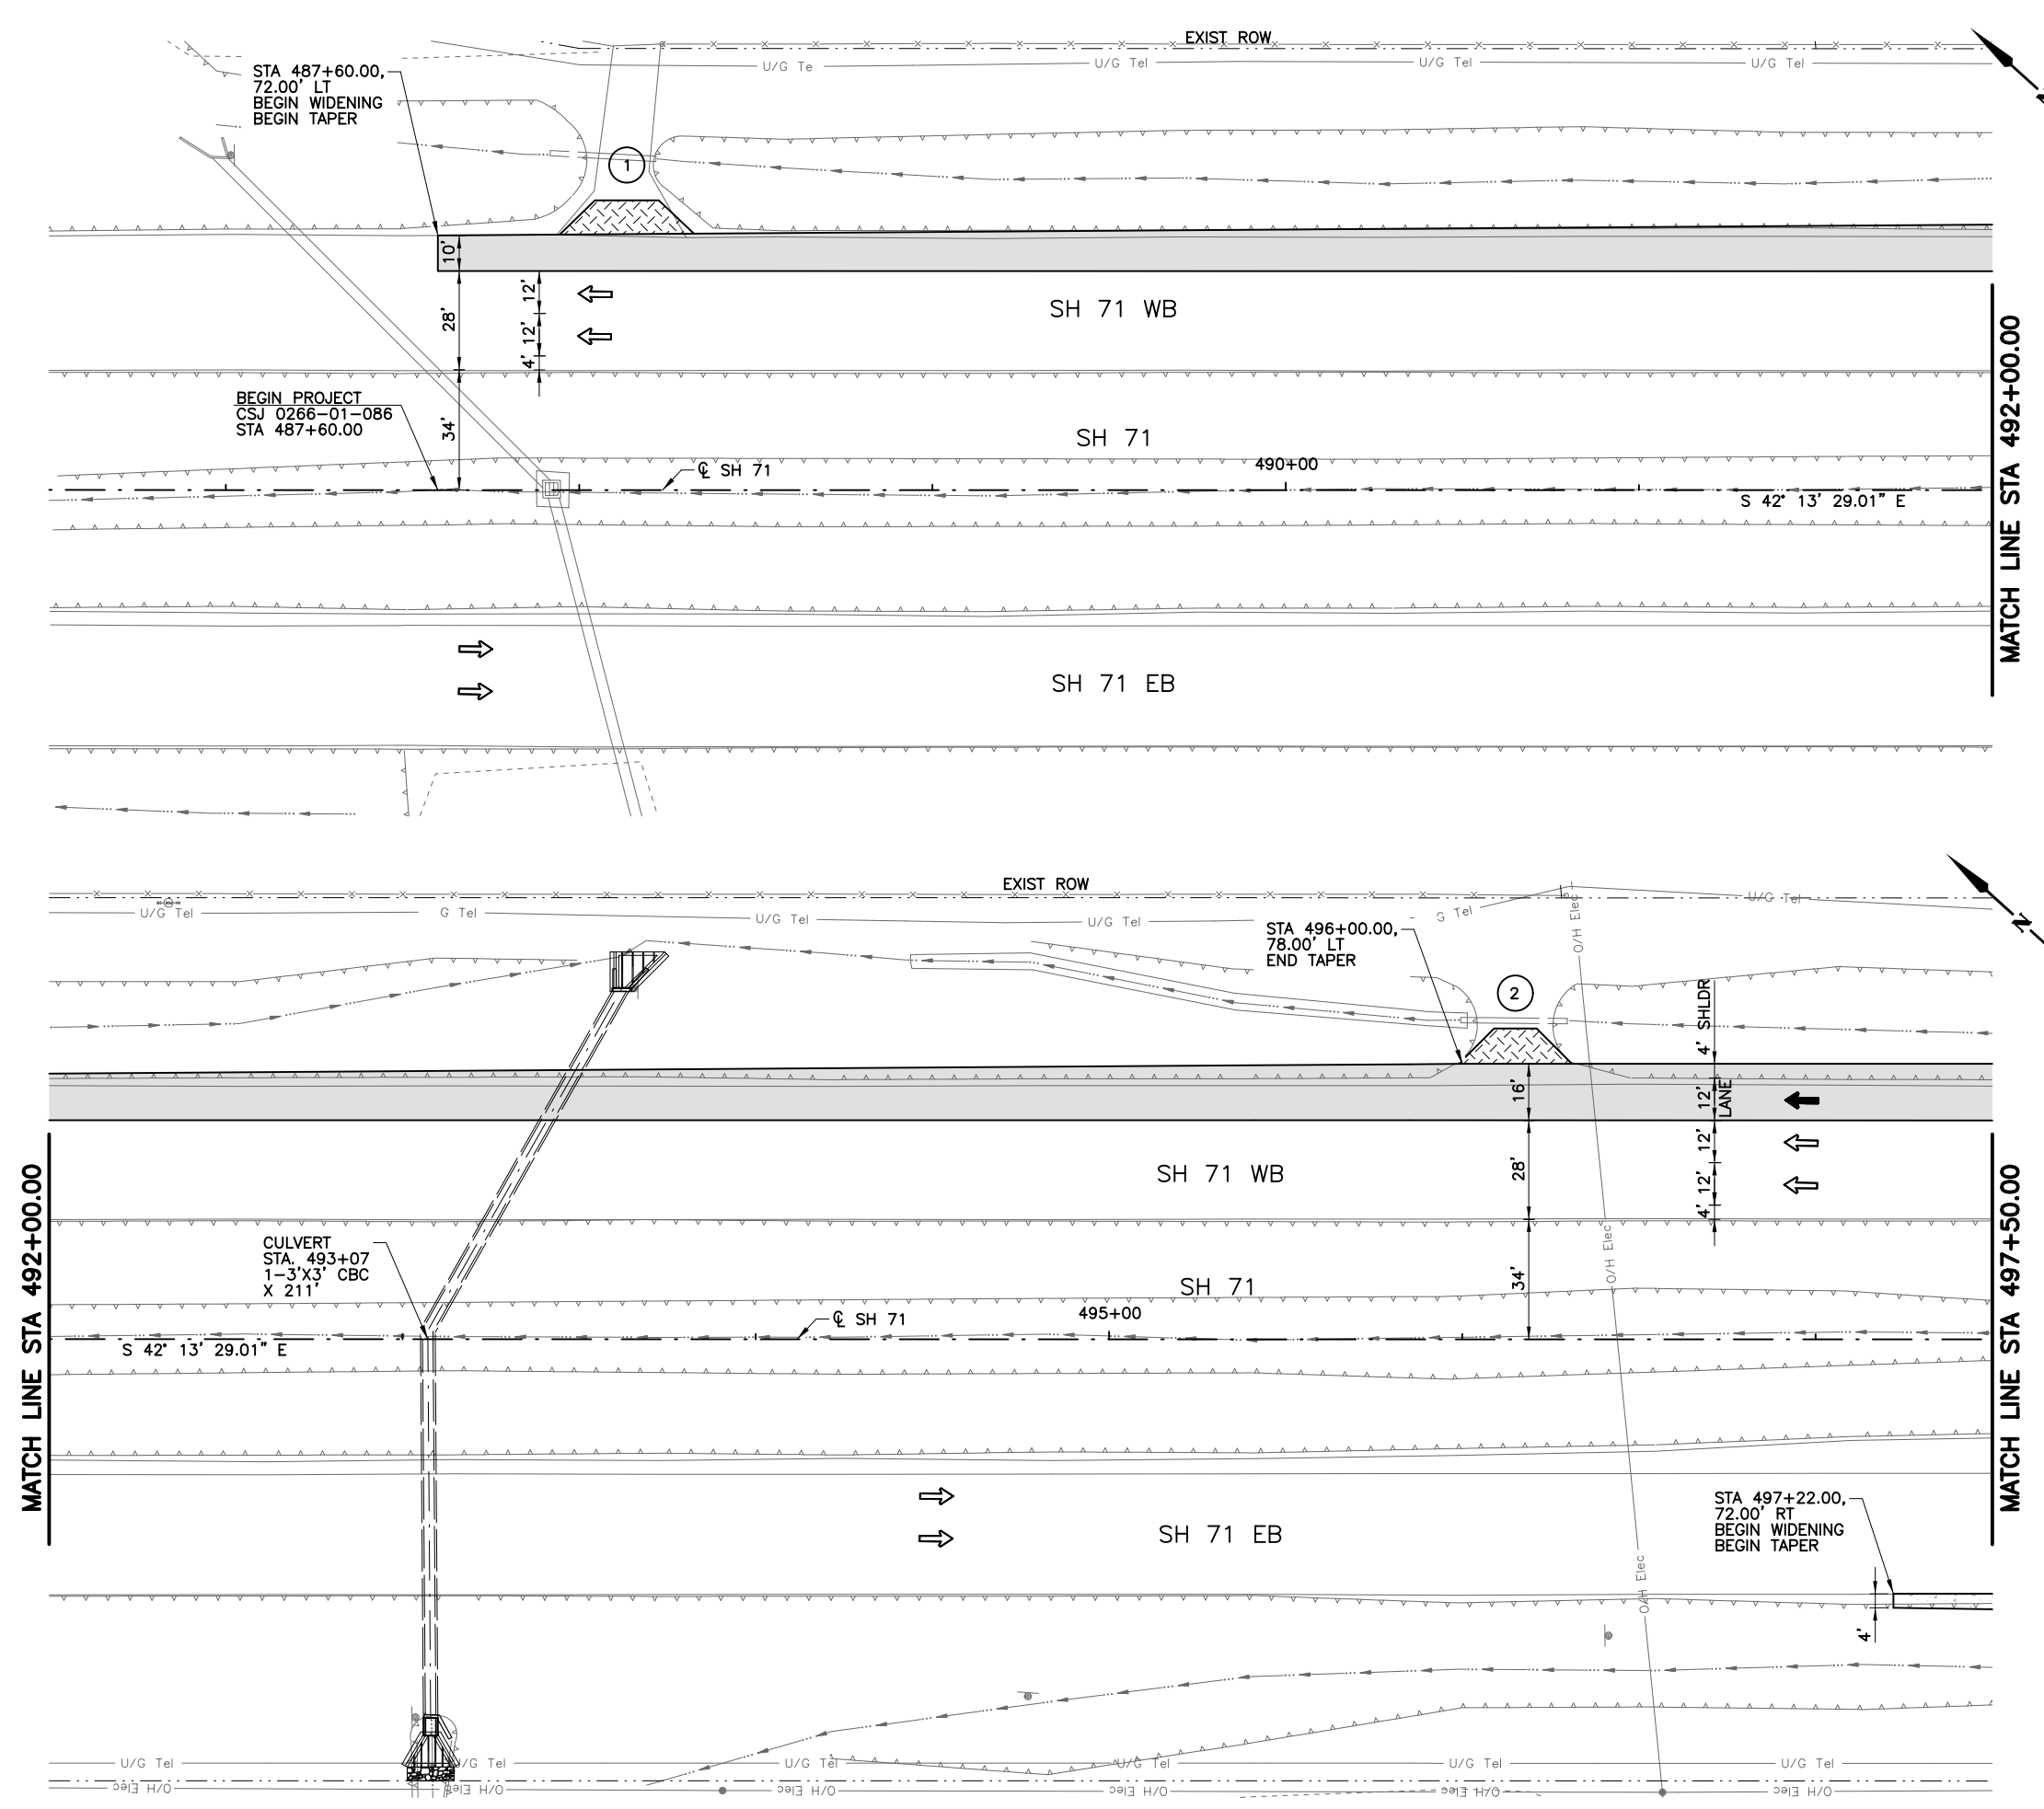 EXIST ROW
U/G Te
U/G Tel
U/G Tel
U/G Tel
N
STA 487+60.00,
72.00' LT
BEGIN WIDENING
BEGIN TAPER
1
10'
28'
34'
12'
12'
4'
SH 71 WB
BEGIN PROJECT
CSJ 0266-01-086
STA 487+60.00
SH 71
℄ SH 71
490+00
S 42° 13' 29.01" E
SH 71 EB
MATCH LINE STA 492+00.00
EXIST ROW
U/G Tel
G Tel
U/G Tel
U/G Tel
G Tel
U/G Tel
O/H Elec
N
STA 496+00.00,
78.00' LT
END TAPER
2
4' SHLDR
12'
LANE
12'
12'
4'
16'
28'
34'
SH 71 WB
O/H Elec
CULVERT
STA. 493+07
1-3'X3' CBC
X 211'
SH 71
℄ SH 71
495+00
S 42° 13' 29.01" E
MATCH LINE STA 492+00.00
MATCH LINE STA 497+50.00
SH 71 EB
STA 497+22.00,
72.00' RT
BEGIN WIDENING
BEGIN TAPER
O/H Elec
4'
U/G Tel
U/G Tel
U/G Tel
U/G Tel
U/G Tel
U/G Tel
O/H Elec
O/H Elec
O/H Elec
O/H Elec
O/H Elec
O/H Elec